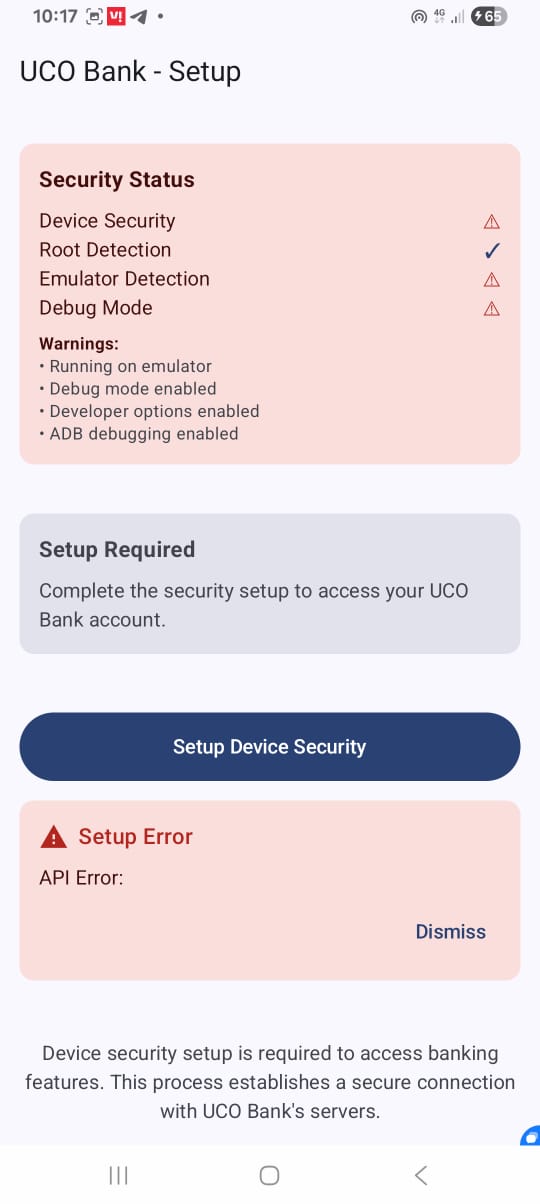 10:17
4G
65
UCO Bank - Setup
Security Status
Device Security
Root Detection
Emulator Detection
Debug Mode
Warnings:
• Running on emulator
• Debug mode enabled
• Developer options enabled
• ADB debugging enabled
Setup Required
Complete the security setup to access your UCO
Bank account.
Setup Device Security
Setup Error
API Error:
Dismiss
Device security setup is required to access banking
features. This process establishes a secure connection
with UCO Bank's servers.